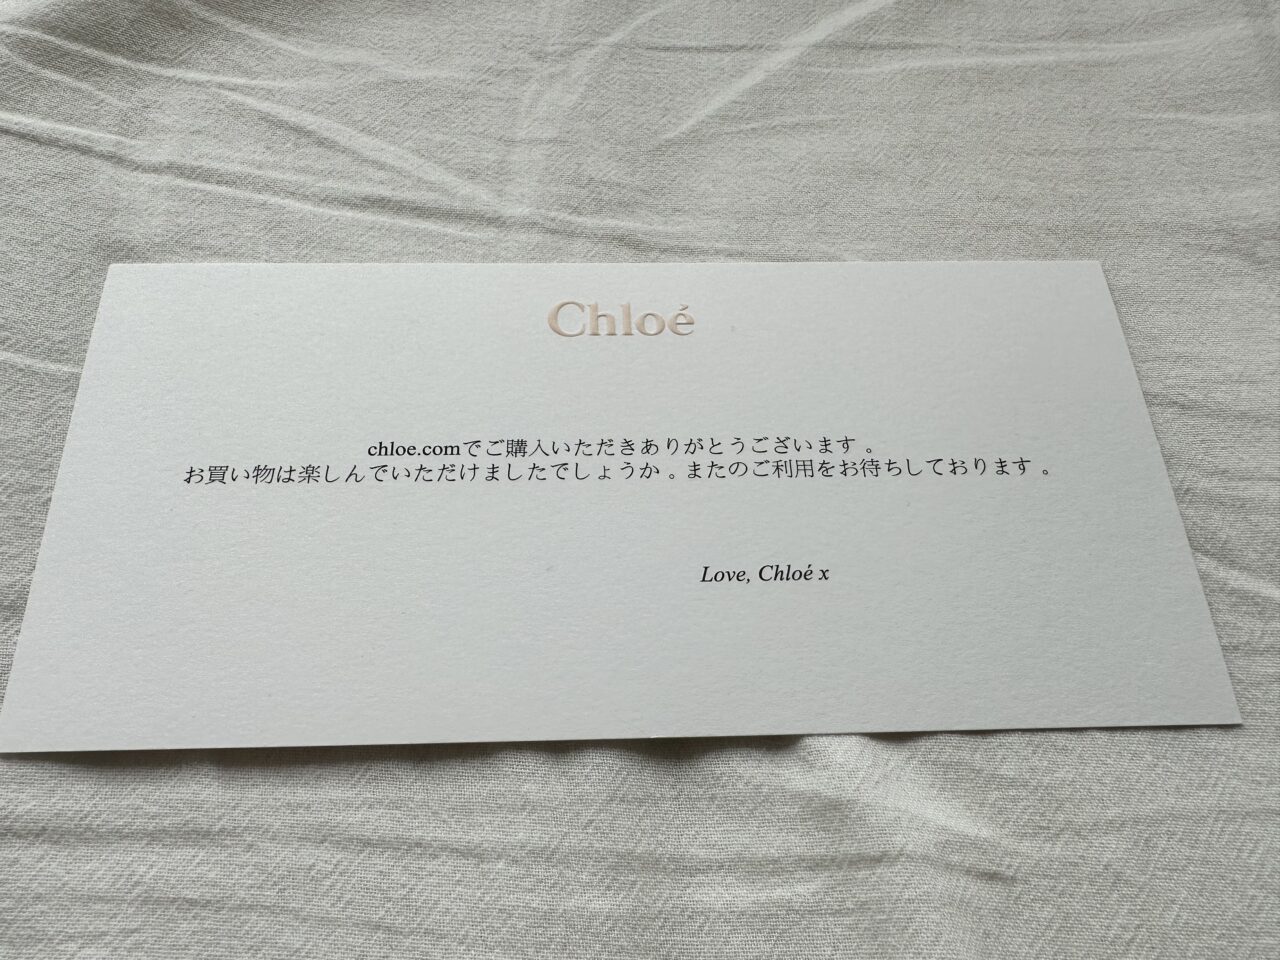 Chloé
chloe.comでご購入いただきありがとうございます。
お買い物は楽しんでいただけましたでしょうか。またのご利用をお待ちしております。
Love, Chloé x